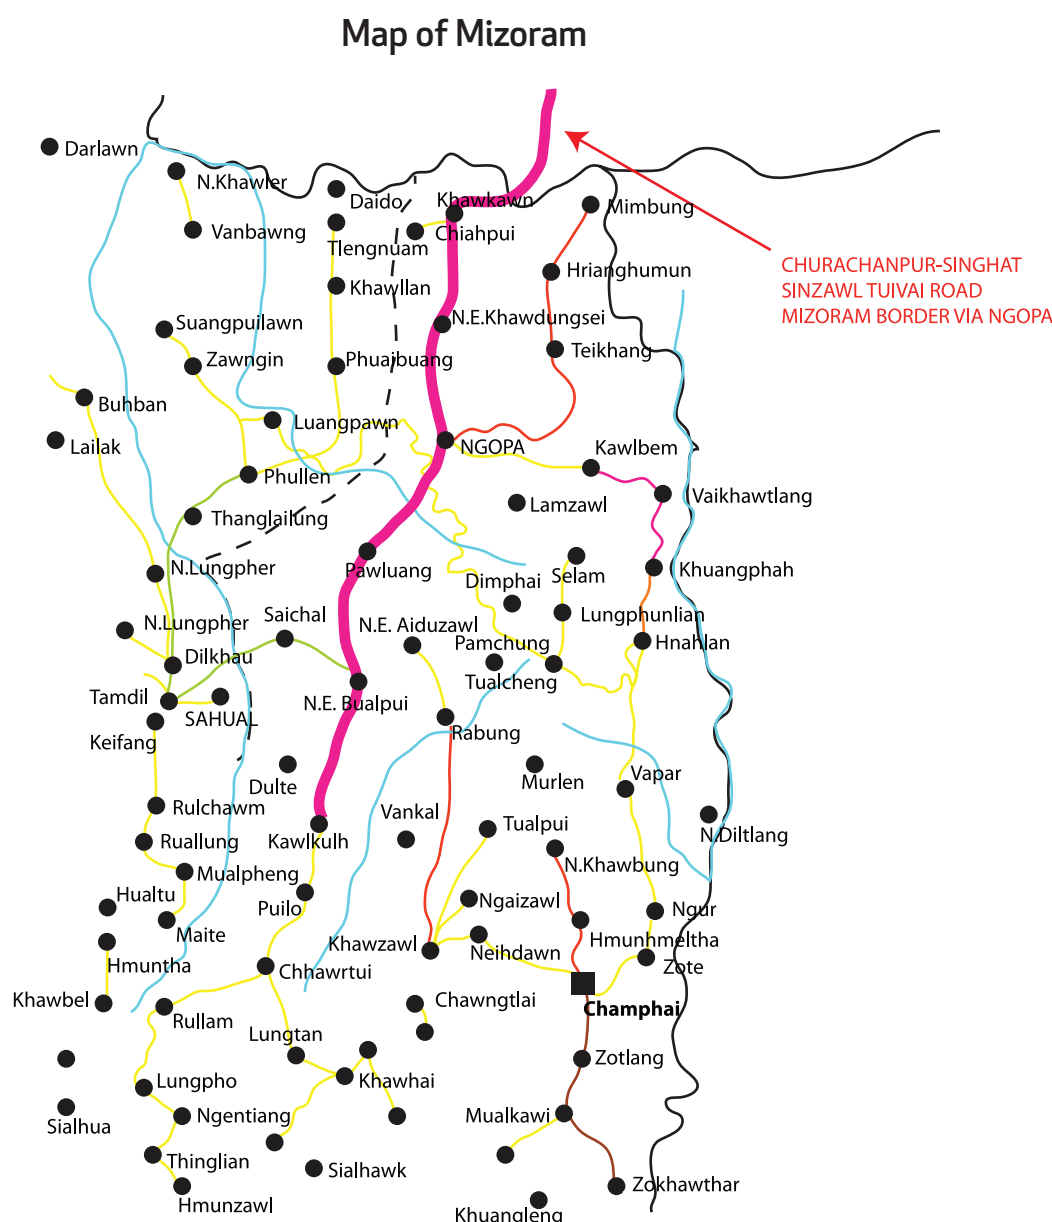 Map of Mizoram
Darlawn
N.Khawler
Daido
Khawkawn
Mimbung
Vanbawng
Tlengnuam
Chiahpui
CHURACHANPUR-SINGHAT
SINZAWL TUIVAI ROAD
MIZORAM BORDER VIA NGOPA
Hrianghumun
Khawllan
Suangpuilawn
N.E.Khawdungsei
Zawngin
Phuaibuang
Teikhang
Buhban
Luangpawn
Lailak
NGOPA
Kawlbem
Phullen
Lamzawl
Vaikhawtlang
Thanglailung
N.Lungpher
Pawluang
Dimphai
Selam
Khuangphah
N.Lungpher
Saichal
N.E. Aiduzawl
Lungphunlian
Pamchung
Hnahlan
Dilkhau
Tualcheng
Tamdil
SAHUAL
N.E. Bualpui
Keifang
Rabung
Dulte
Murlen
Vapar
Rulchawm
Vankal
Tualpui
N.Diltlang
Ruallung
Kawlkulh
N.Khawbung
Mualpheng
Hualtu
Puilo
Ngaizawl
Ngur
Maite
Khawzawl
Neihdawn
Hmunhmeltha
Hmuntha
Zote
Chhawrtui
Khawbel
Rullam
Chawngtlai
Champhai
Lungtan
Zotlang
Lungpho
Khawhai
Sialhua
Ngentiang
Mualkawi
Thinglian
Sialhawk
Zokhawthar
Hmunzawl
Khuangleng